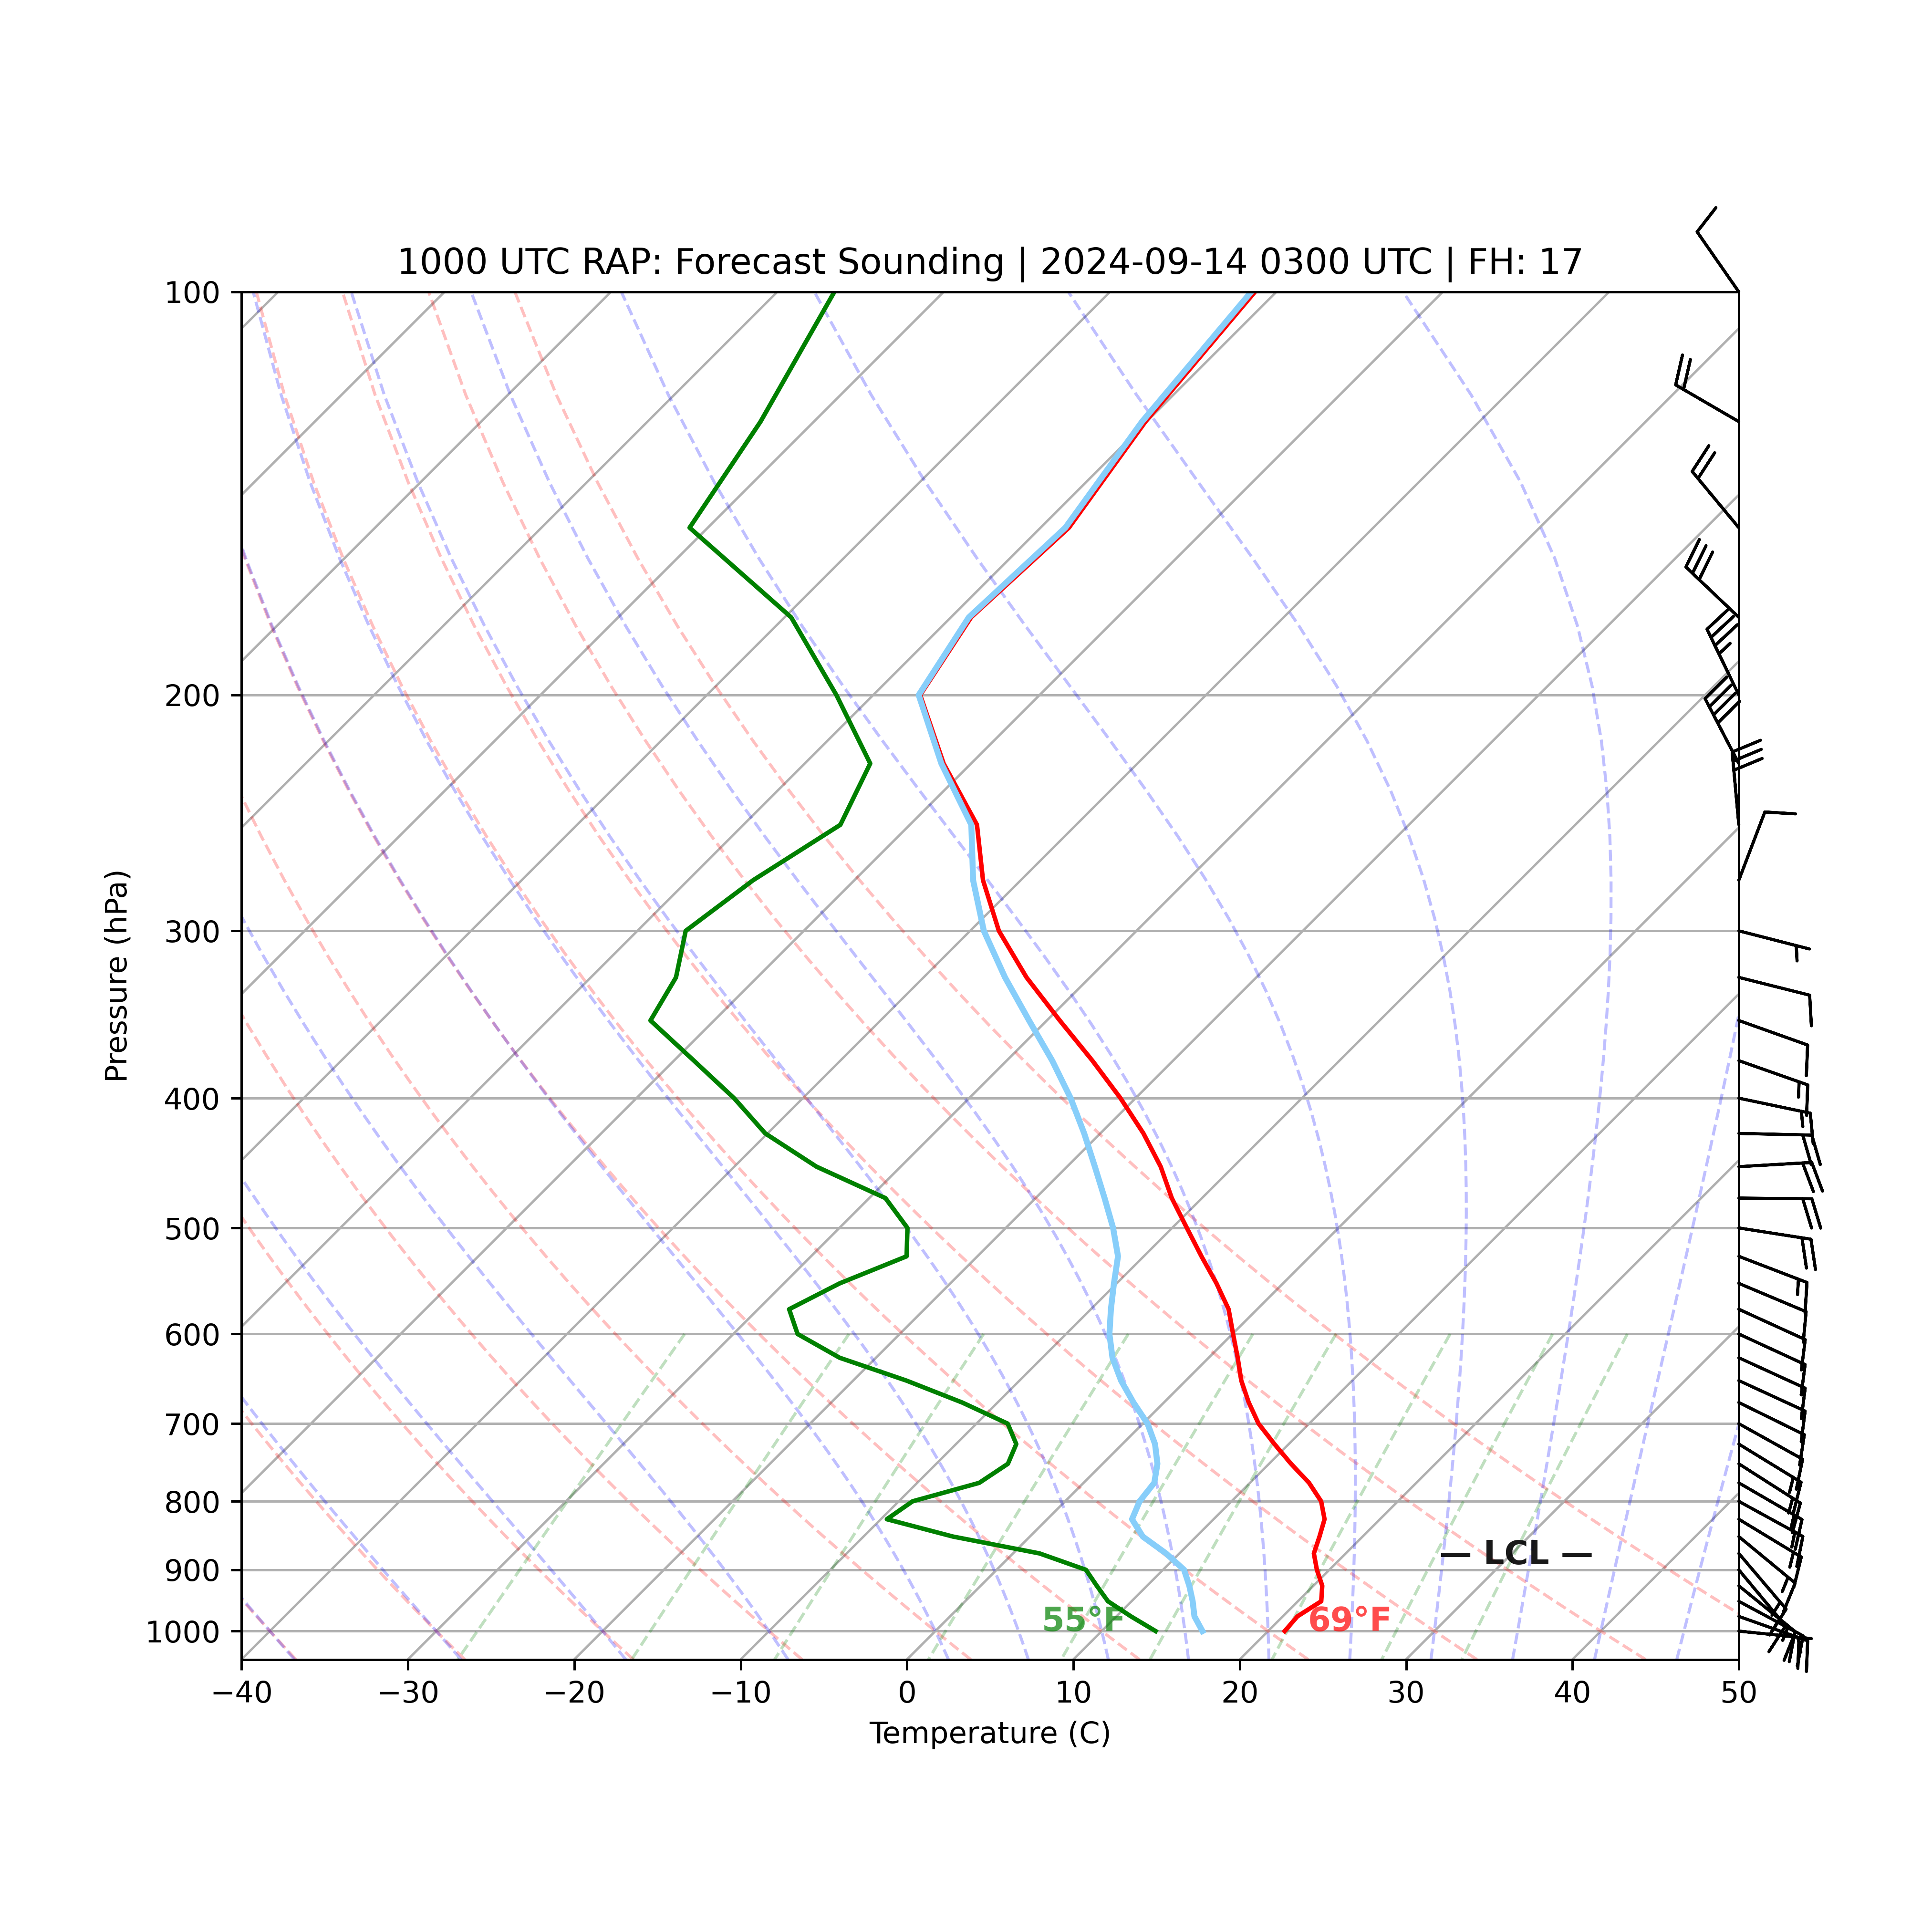 1000 UTC RAP: Forecast Sounding | 2024-09-14 0300 UTC | FH: 17
100
200
300
400
500
600
700
800
900
1000
Pressure (hPa)
— LCL —
55°F
69°F
−40 −30 −20 −10 0 10 20 30 40 50
Temperature (C)